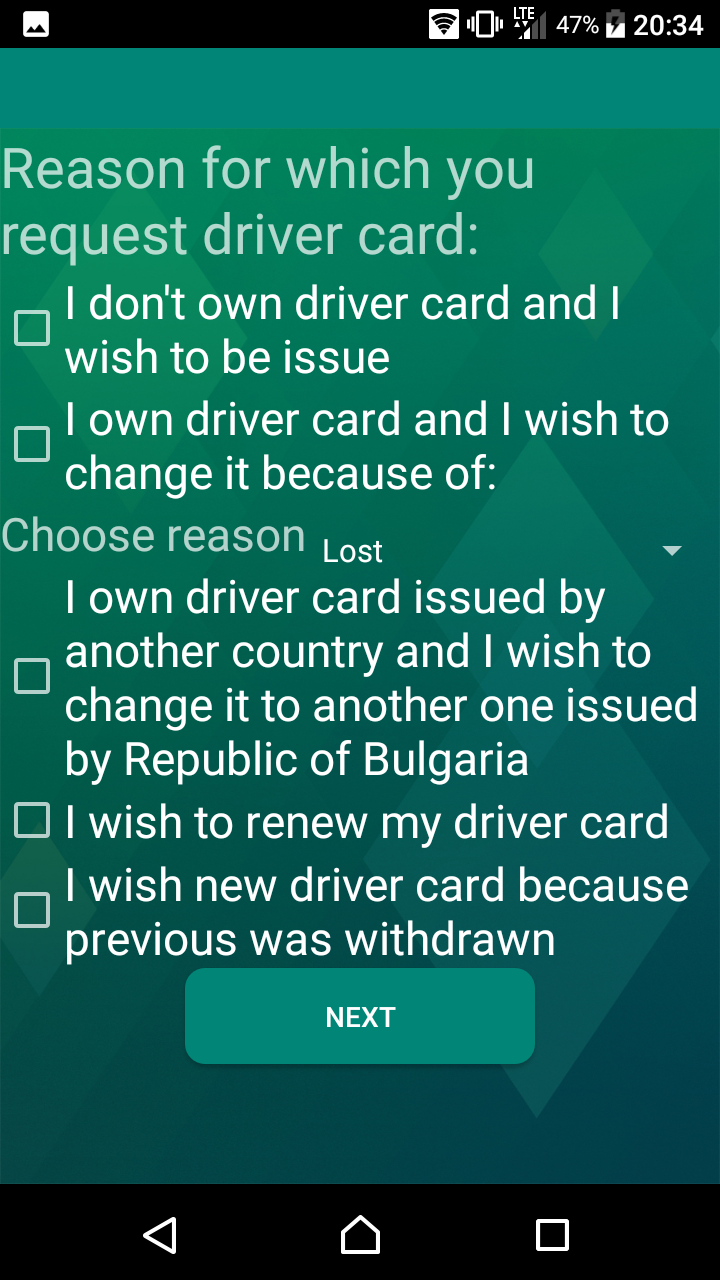 LTE 47% 20:34
Reason for which you
request driver card:
I don't own driver card and I
wish to be issue
I own driver card and I wish to
change it because of:
Choose reason Lost
I own driver card issued by
another country and I wish to
change it to another one issued
by Republic of Bulgaria
I wish to renew my driver card
I wish new driver card because
previous was withdrawn
NEXT